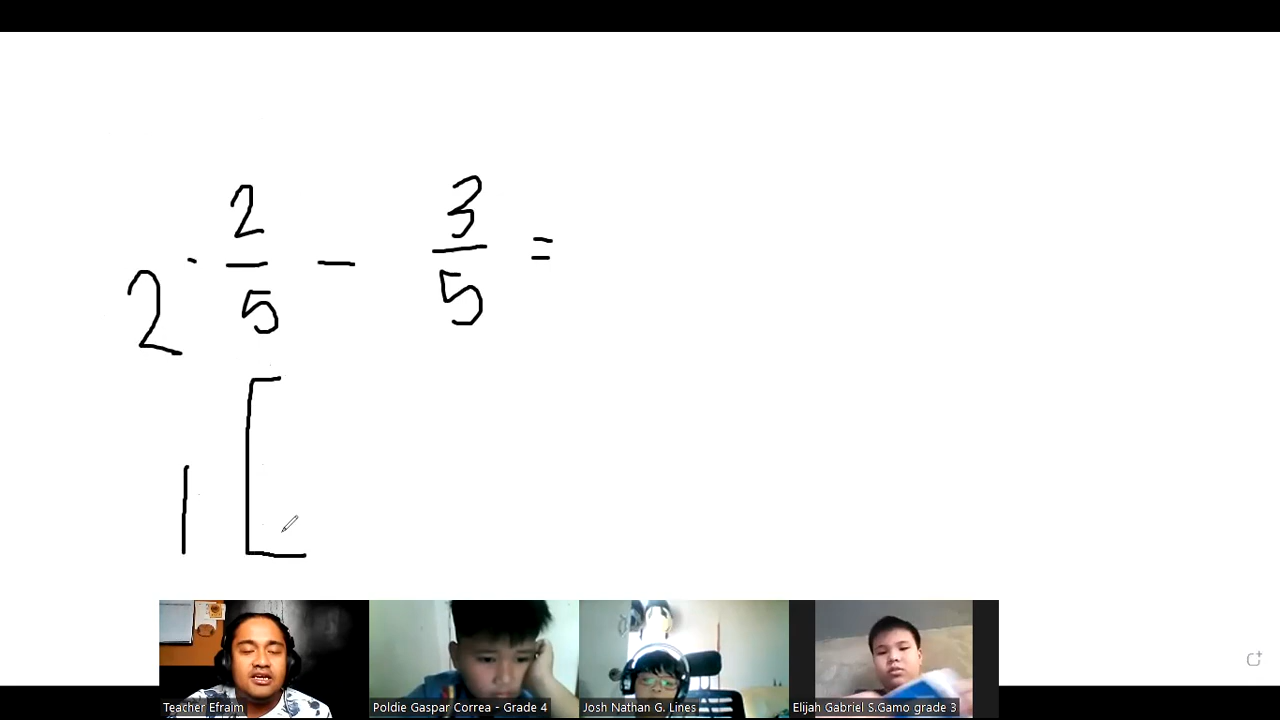 2 2/5 - 3/5 =
1 [
Teacher Efraim
Poldie Gaspar Correa - Grade 4
Josh Nathan G. Lines
Elijah Gabriel S.Gamo grade 3